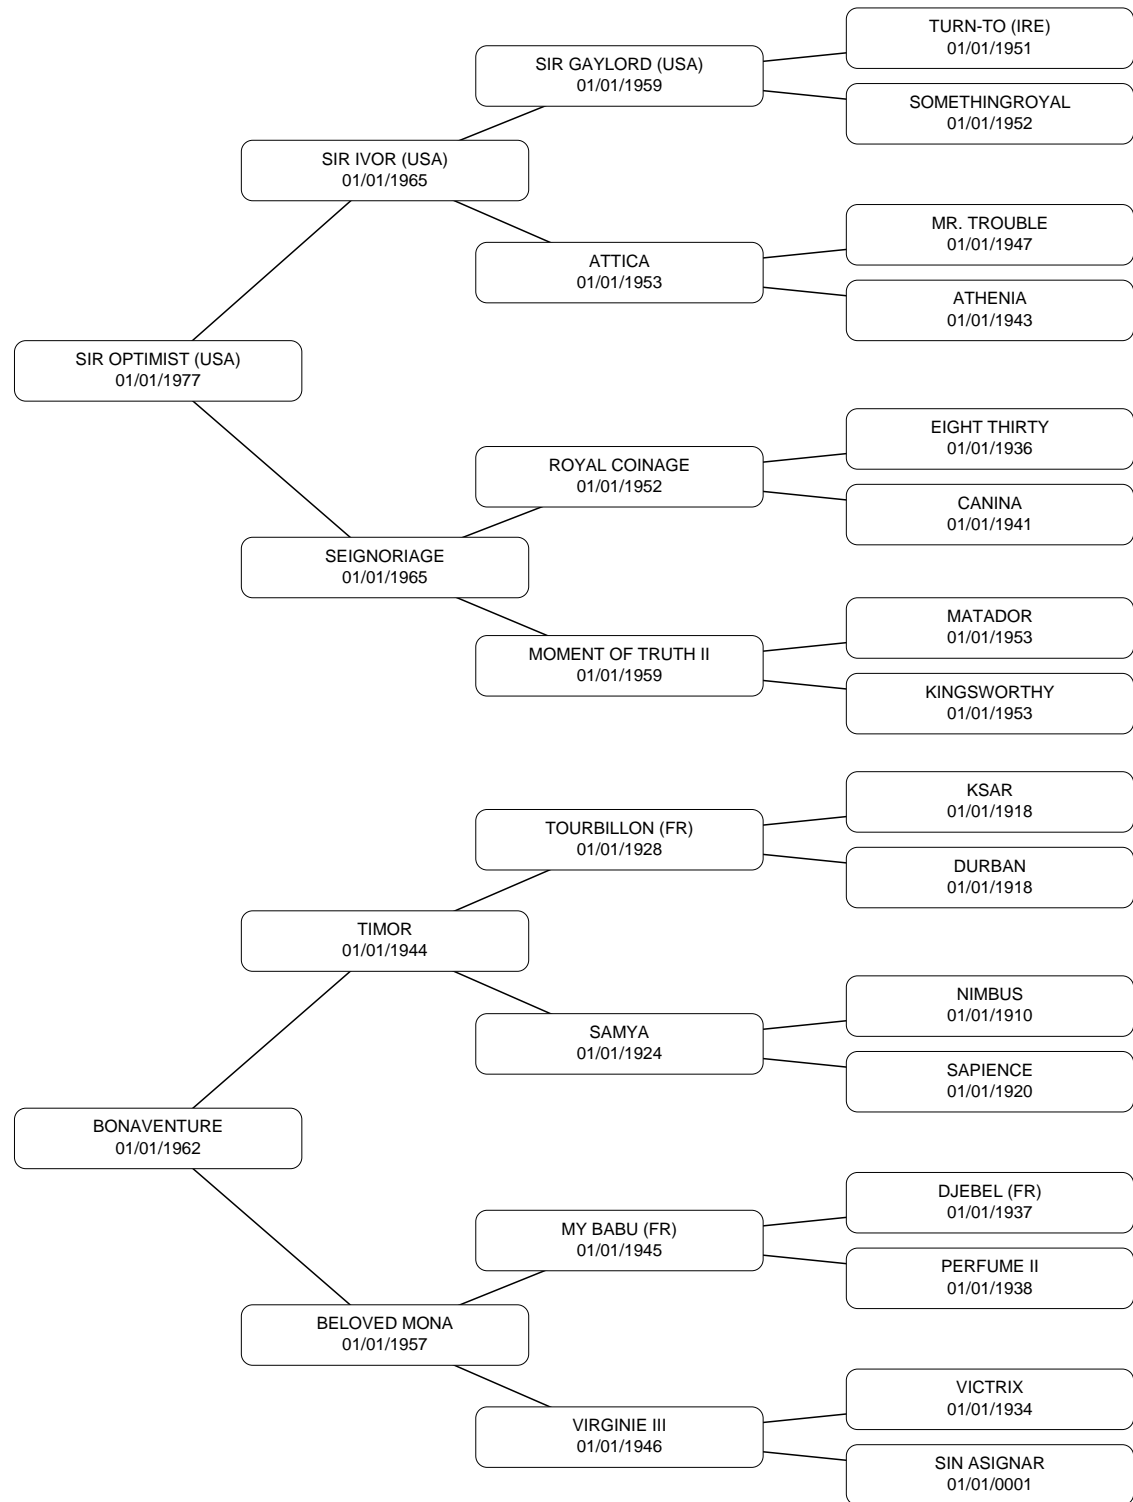 TURN-TO (IRE)
01/01/1951
SIR GAYLORD (USA)
01/01/1959
SOMETHINGROYAL
01/01/1952
SIR IVOR (USA)
01/01/1965
MR. TROUBLE
01/01/1947
ATTICA
01/01/1953
ATHENIA
01/01/1943
SIR OPTIMIST (USA)
01/01/1977
EIGHT THIRTY
01/01/1936
ROYAL COINAGE
01/01/1952
CANINA
01/01/1941
SEIGNORIAGE
01/01/1965
MATADOR
01/01/1953
MOMENT OF TRUTH II
01/01/1959
KINGSWORTHY
01/01/1953
KSAR
01/01/1918
TOURBILLON (FR)
01/01/1928
DURBAN
01/01/1918
TIMOR
01/01/1944
NIMBUS
01/01/1910
SAMYA
01/01/1924
SAPIENCE
01/01/1920
BONAVENTURE
01/01/1962
DJEBEL (FR)
01/01/1937
MY BABU (FR)
01/01/1945
PERFUME II
01/01/1938
BELOVED MONA
01/01/1957
VICTRIX
01/01/1934
VIRGINIE III
01/01/1946
SIN ASIGNAR
01/01/0001